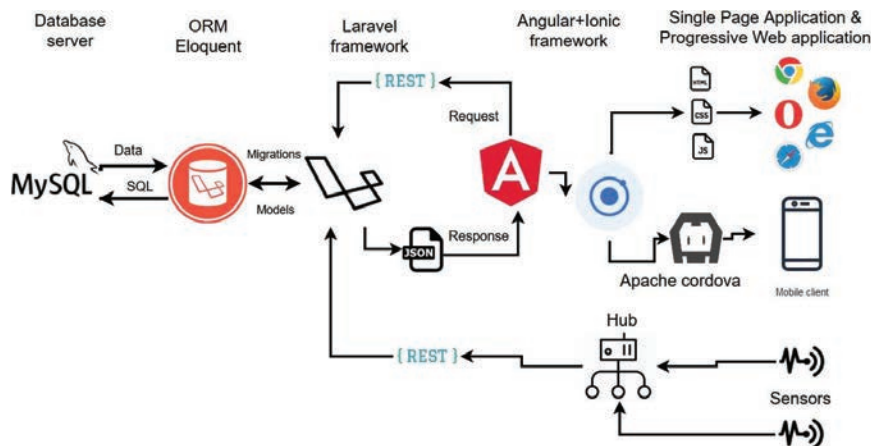 Database
server
ORM
Eloquent
Laravel
framework
Angular+Ionic
framework
Single Page Application &
Progressive Web application
{REST}
Request
HTML
CSS
JS
Data
MySQL
SQL
Migrations
Models
A
JSON
Response
Apache cordova
Mobile client
Hub
{REST}
Sensors